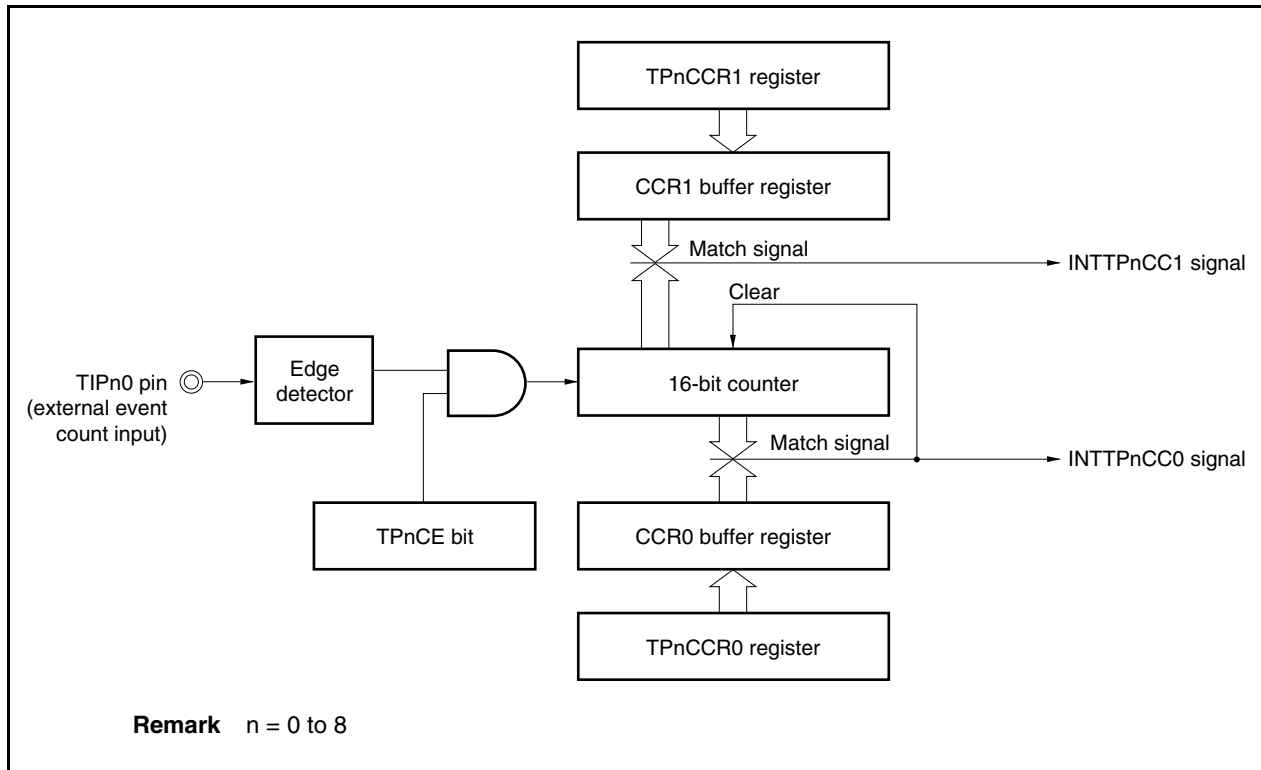 TPnCCR1 register
CCR1 buffer register
Match signal
INTTPnCC1 signal
Clear
TIPn0 pin
(external event
count input)
Edge
detector
16-bit counter
Match signal
INTTPnCC0 signal
TPnCE bit
CCR0 buffer register
TPnCCR0 register
Remark n = 0 to 8